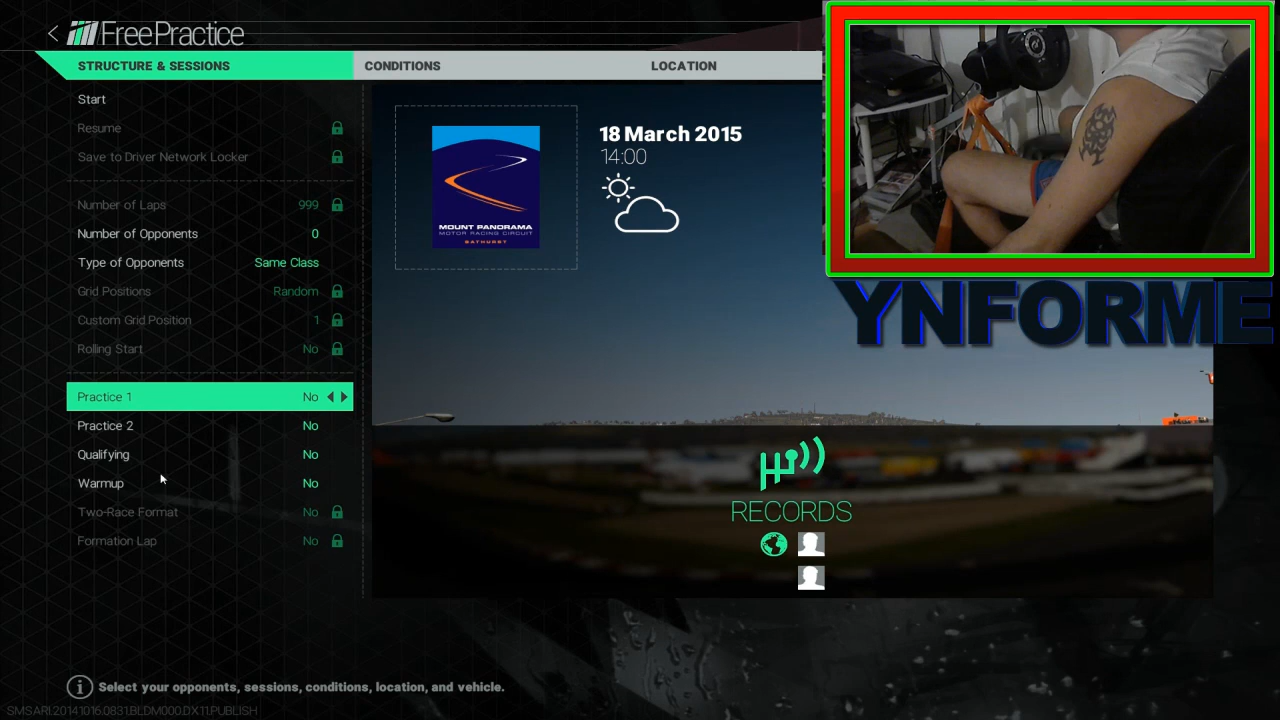 FreePractice
STRUCTURE & SESSIONS
CONDITIONS
LOCATION
Start
Resume
Save to Driver Network Locker
Number of Laps 999
Number of Opponents 0
Type of Opponents Same Class
Grid Positions Random
Custom Grid Position 1
Rolling Start No
Practice 1 No
Practice 2 No
Qualifying No
Warmup No
Two-Race Format No
Formation Lap No
MOUNT PANORAMA
MOTOR RACING CIRCUIT
BATHURST
18 March 2015
14:00
YNFORME
RECORDS
Select your opponents, sessions, conditions, location, and vehicle.
SMSARI.20141016.0831.BLDM000.DX11.PUBLISH